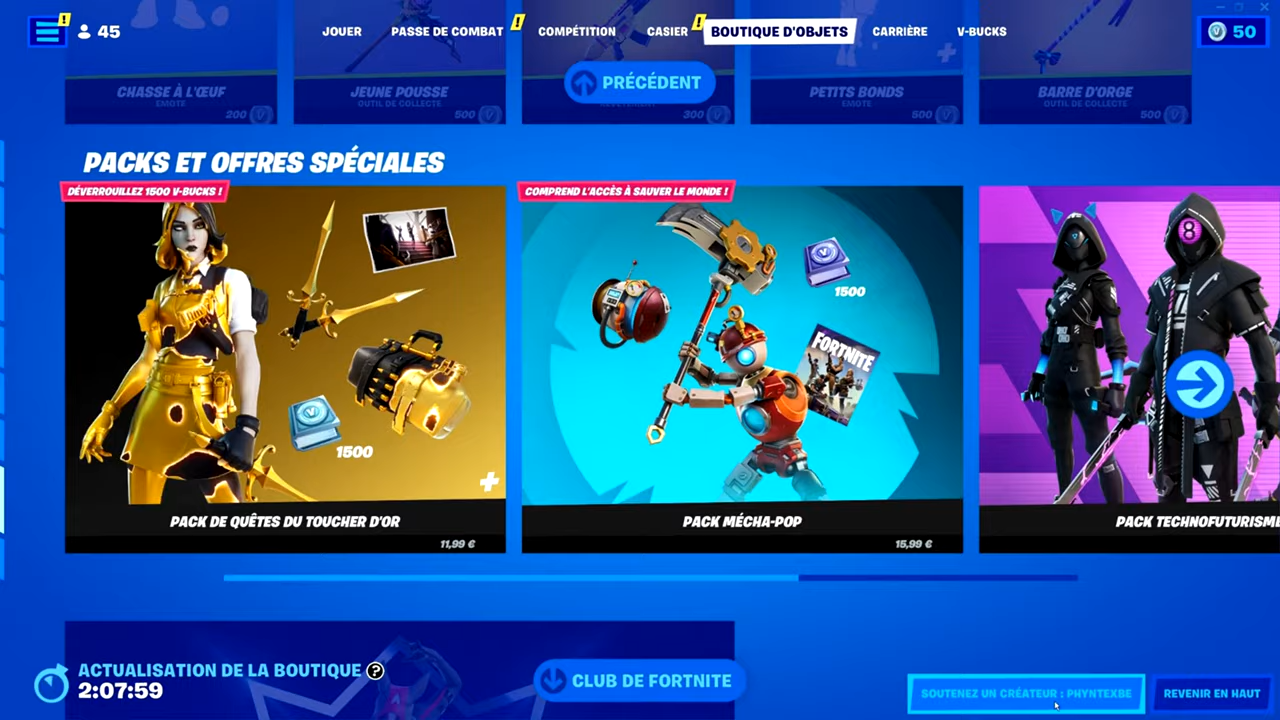 45
JOUER
PASSE DE COMBAT
COMPÉTITION
CASIER
BOUTIQUE D'OBJETS
CARRIÈRE
V-BUCKS
50
PRÉCÉDENT
CHASSE À L'ŒUF
EMOTE
200
JEUNE POUSSE
OUTIL DE COLLECTE
500
300
PETITS BONDS
EMOTE
500
BARRE D'ORGE
OUTIL DE COLLECTE
500
PACKS ET OFFRES SPÉCIALES
DÉVERROUILLEZ 1500 V-BUCKS !
1500
PACK DE QUÊTES DU TOUCHER D'OR
11,99 €
COMPREND L'ACCÈS À SAUVER LE MONDE !
1500
FORTNITE
PACK MÉCHA-POP
15,99 €
8
PACK TECHNOFUTURISME
ACTUALISATION DE LA BOUTIQUE ?
2:07:59
CLUB DE FORTNITE
SOUTENEZ UN CRÉATEUR : PHYNTEXBE
REVENIR EN HAUT